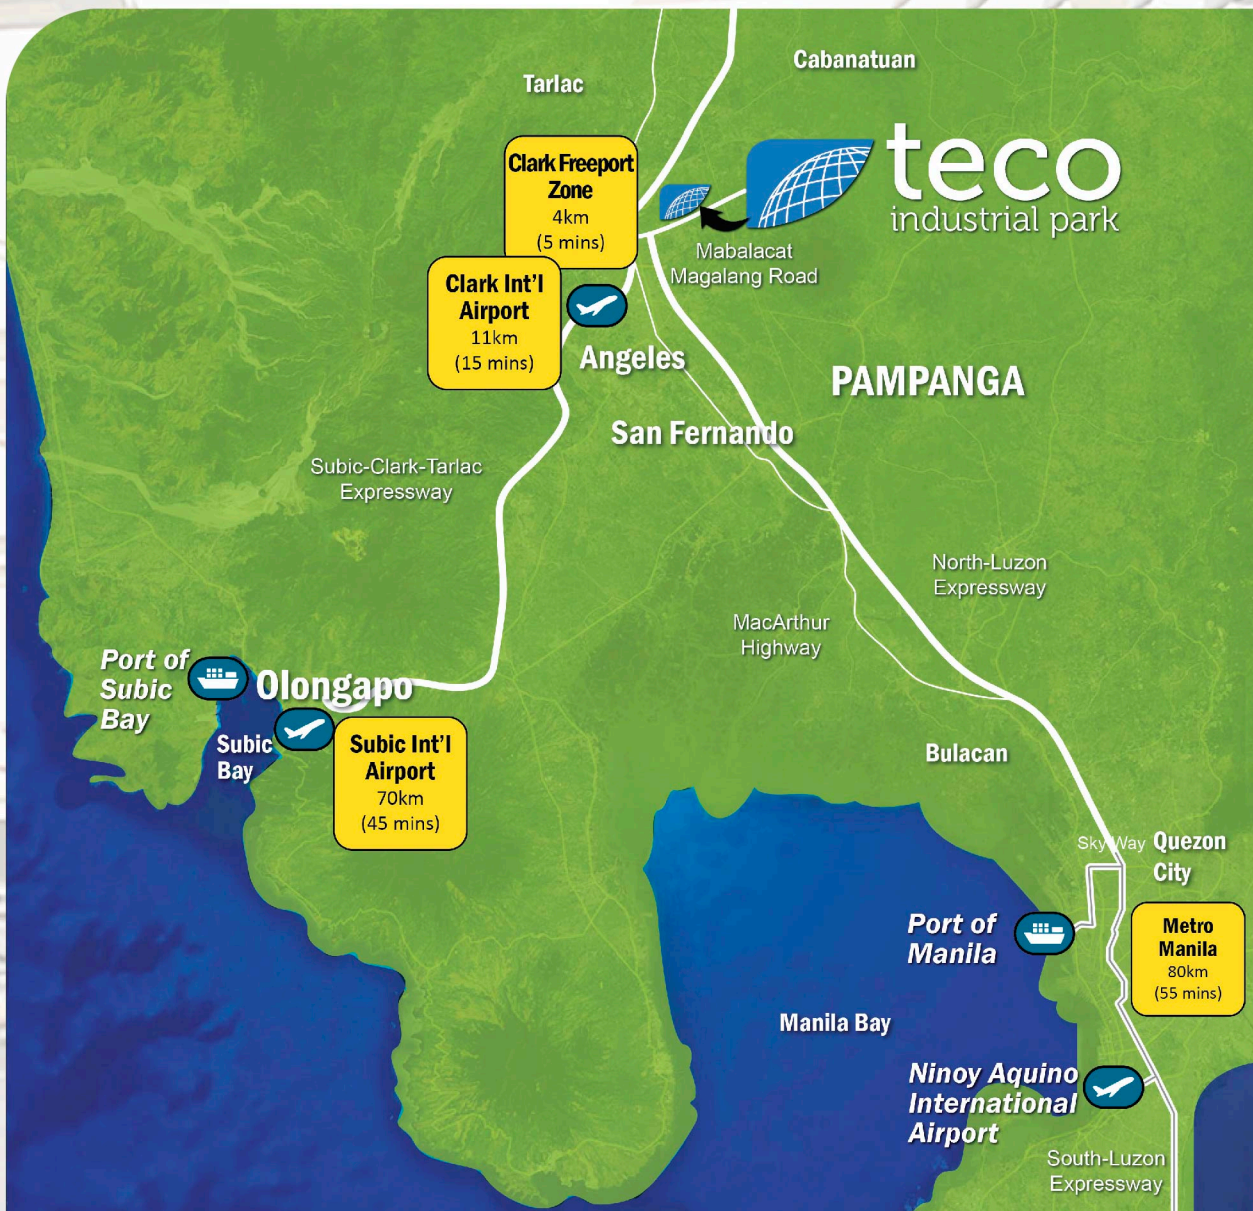 Cabanatuan
Tarlac
teco
industrial park
Clark Freeport
Zone
4km
(5 mins)
Mabalacat
Magalang Road
Clark Int'l
Airport
11km
(15 mins)
Angeles
PAMPANGA
San Fernando
Subic-Clark-Tarlac
Expressway
North-Luzon
Expressway
MacArthur
Highway
Port of
Subic
Bay
Olongapo
Subic
Bay
Subic Int'l
Airport
70km
(45 mins)
Bulacan
Sky Way
Quezon
City
Port of
Manila
Metro
Manila
80km
(55 mins)
Manila Bay
Ninoy Aquino
International
Airport
South-Luzon
Expressway